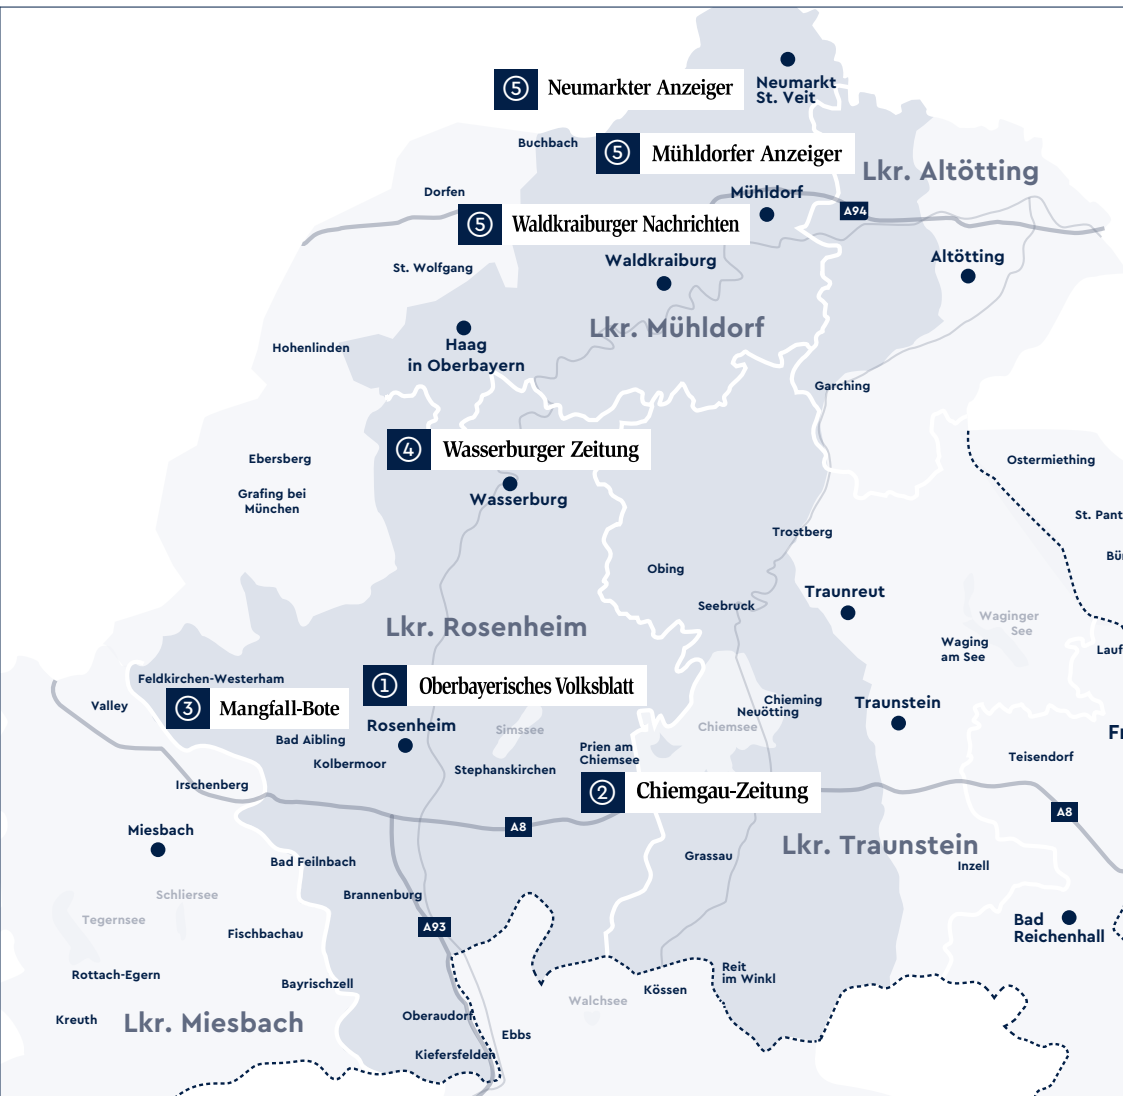 ⑤ Neumarkter Anzeiger
Neumarkt
St. Veit
Buchbach
⑤ Mühldorfer Anzeiger
Lkr. Altötting
Dorfen
Mühldorf
A94
⑤ Waldkraiburger Nachrichten
St. Wolfgang
Waldkraiburg
Altötting
Lkr. Mühldorf
Hohenlinden
Haag
in Oberbayern
Garching
④ Wasserburger Zeitung
Ebersberg
Ostermiething
Grafing bei
München
Wasserburg
St. Pant
Trostberg
Bü
Obing
Traunreut
Seebruck
Waginger
See
Lkr. Rosenheim
Waging
am See
Lauf
Feldkirchen-Westerham
① Oberbayerisches Volksblatt
Valley
③ Mangfall-Bote
Chieming
Neuötting
Traunstein
Rosenheim
Simssee
Chiemsee
Fr
Bad Aibling
Prien am
Chiemsee
Teisendorf
Kolbermoor
Stephanskirchen
Irschenberg
② Chiemgau-Zeitung
A8
A8
Miesbach
Lkr. Traunstein
Bad Feilnbach
Grassau
Inzell
Schliersee
Brannenburg
Tegernsee
A93
Bad
Reichenhall
Fischbachau
Rottach-Egern
Bayrischzell
Reit
im Winkl
Kössen
Walchsee
Kreuth
Lkr. Miesbach
Oberaudorf
Ebbs
Kiefersfelden